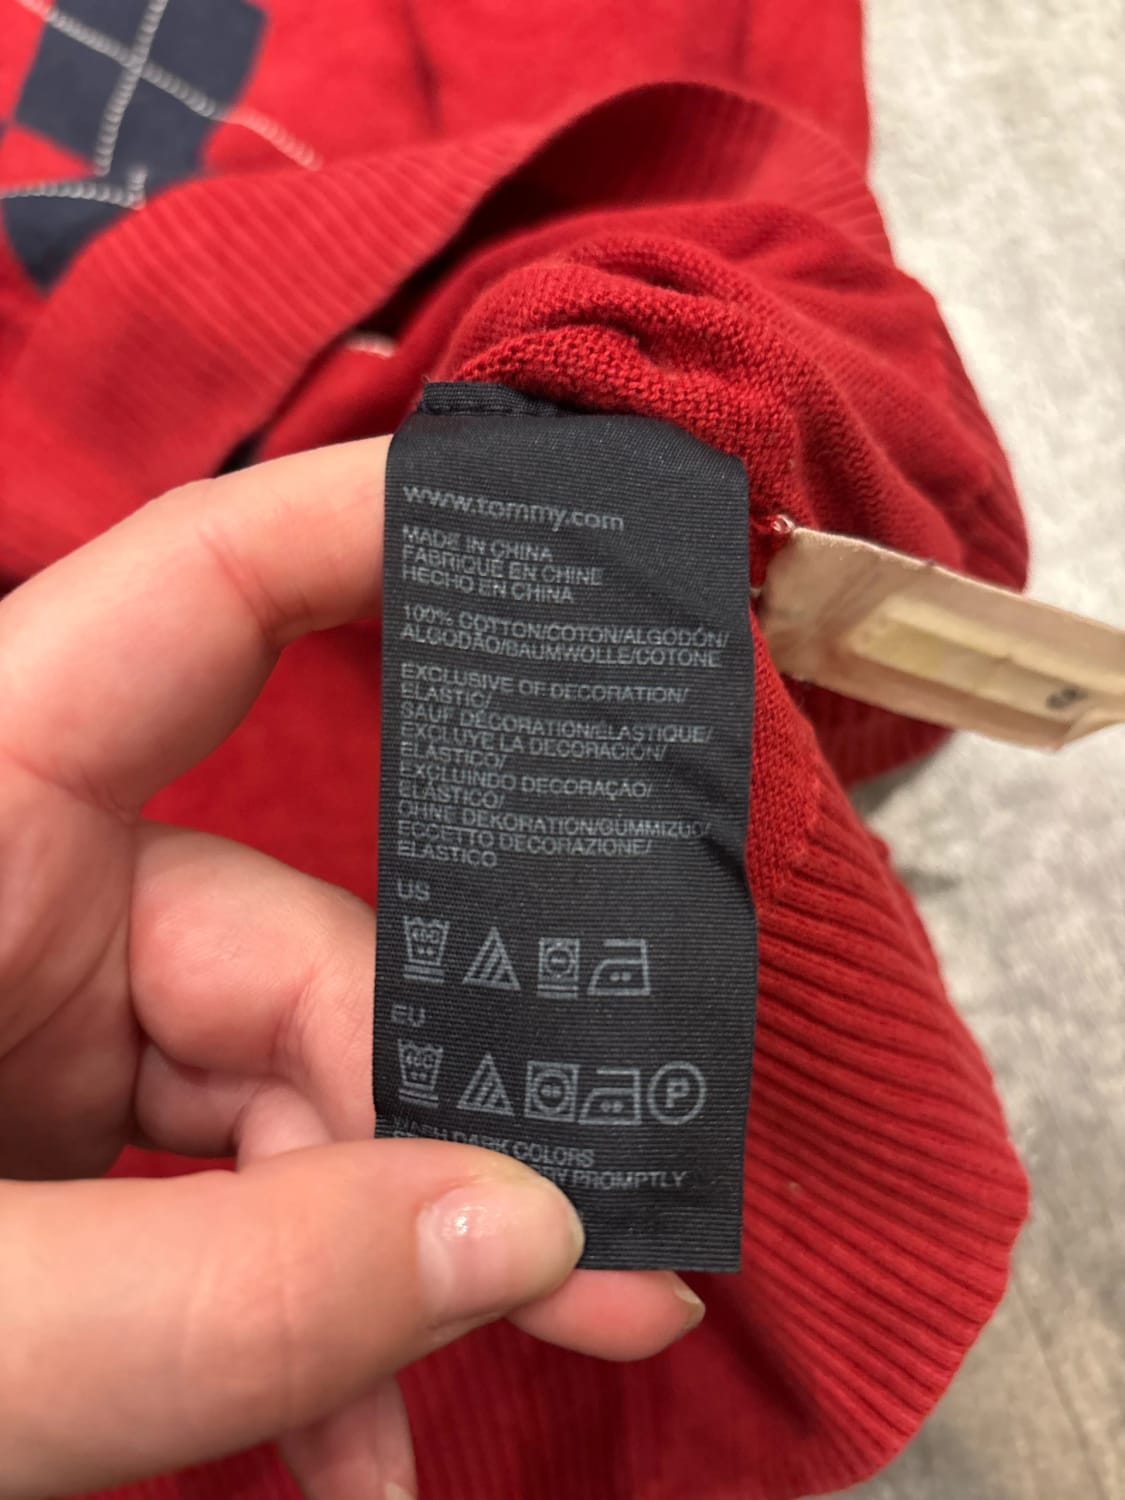 www.tommy.com
MADE IN CHINA
FABRIQUÉ EN CHINE
HECHO EN CHINA
100% COTTON/COTON/ALGODÓN/
ALGODÃO/BAUMWOLLE/COTONE
EXCLUSIVE OF DECORATION/
ELASTIC/
SAUF DÉCORATION/ÉLASTIQUE/
EXCLUYE LA DECORACIÓN/
ELÁSTICO/
EXCLUINDO DECORAÇÃO/
ELÁSTICO/
OHNE DEKORATION/GUMMIZUG/
ECCETTO DECORAZIONE/
ELASTICO
US
EU
P
WASH DARK COLORS
DRY PROMPTLY